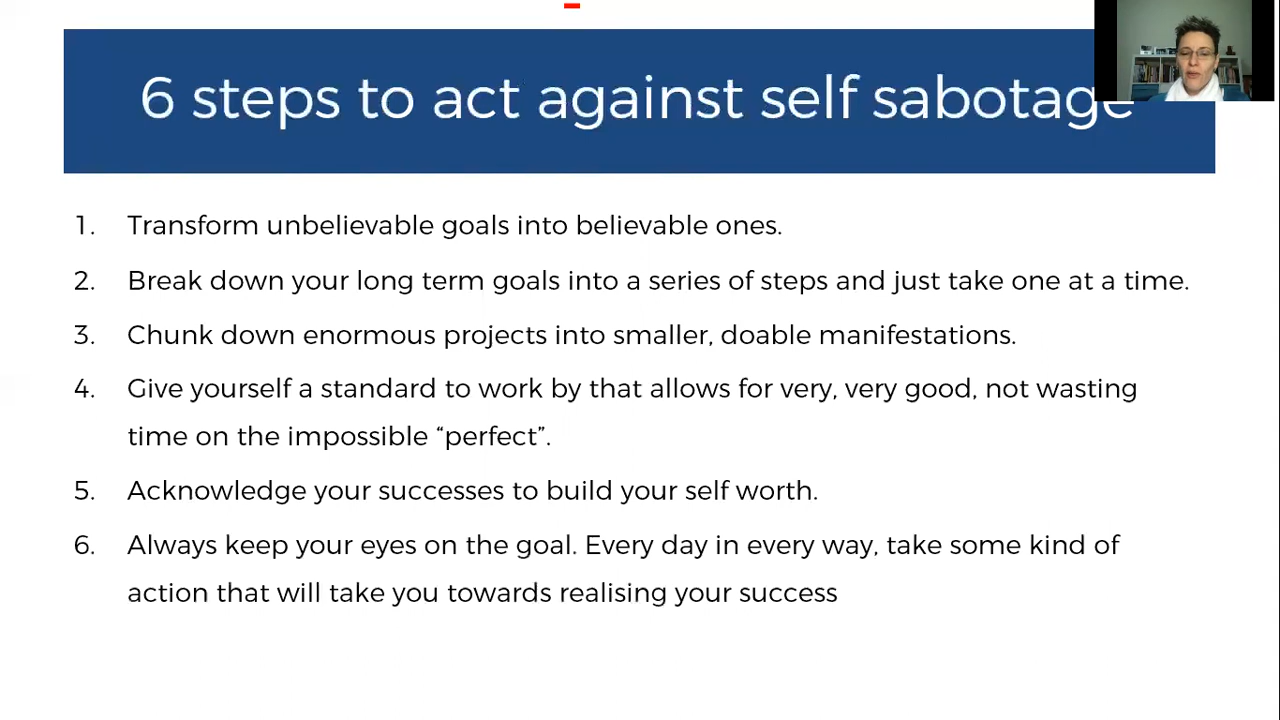 6 steps to act against self sabotage
1. Transform unbelievable goals into believable ones.
2. Break down your long term goals into a series of steps and just take one at a time.
3. Chunk down enormous projects into smaller, doable manifestations.
4. Give yourself a standard to work by that allows for very, very good, not wasting
time on the impossible “perfect”.
5. Acknowledge your successes to build your self worth.
6. Always keep your eyes on the goal. Every day in every way, take some kind of
action that will take you towards realising your success